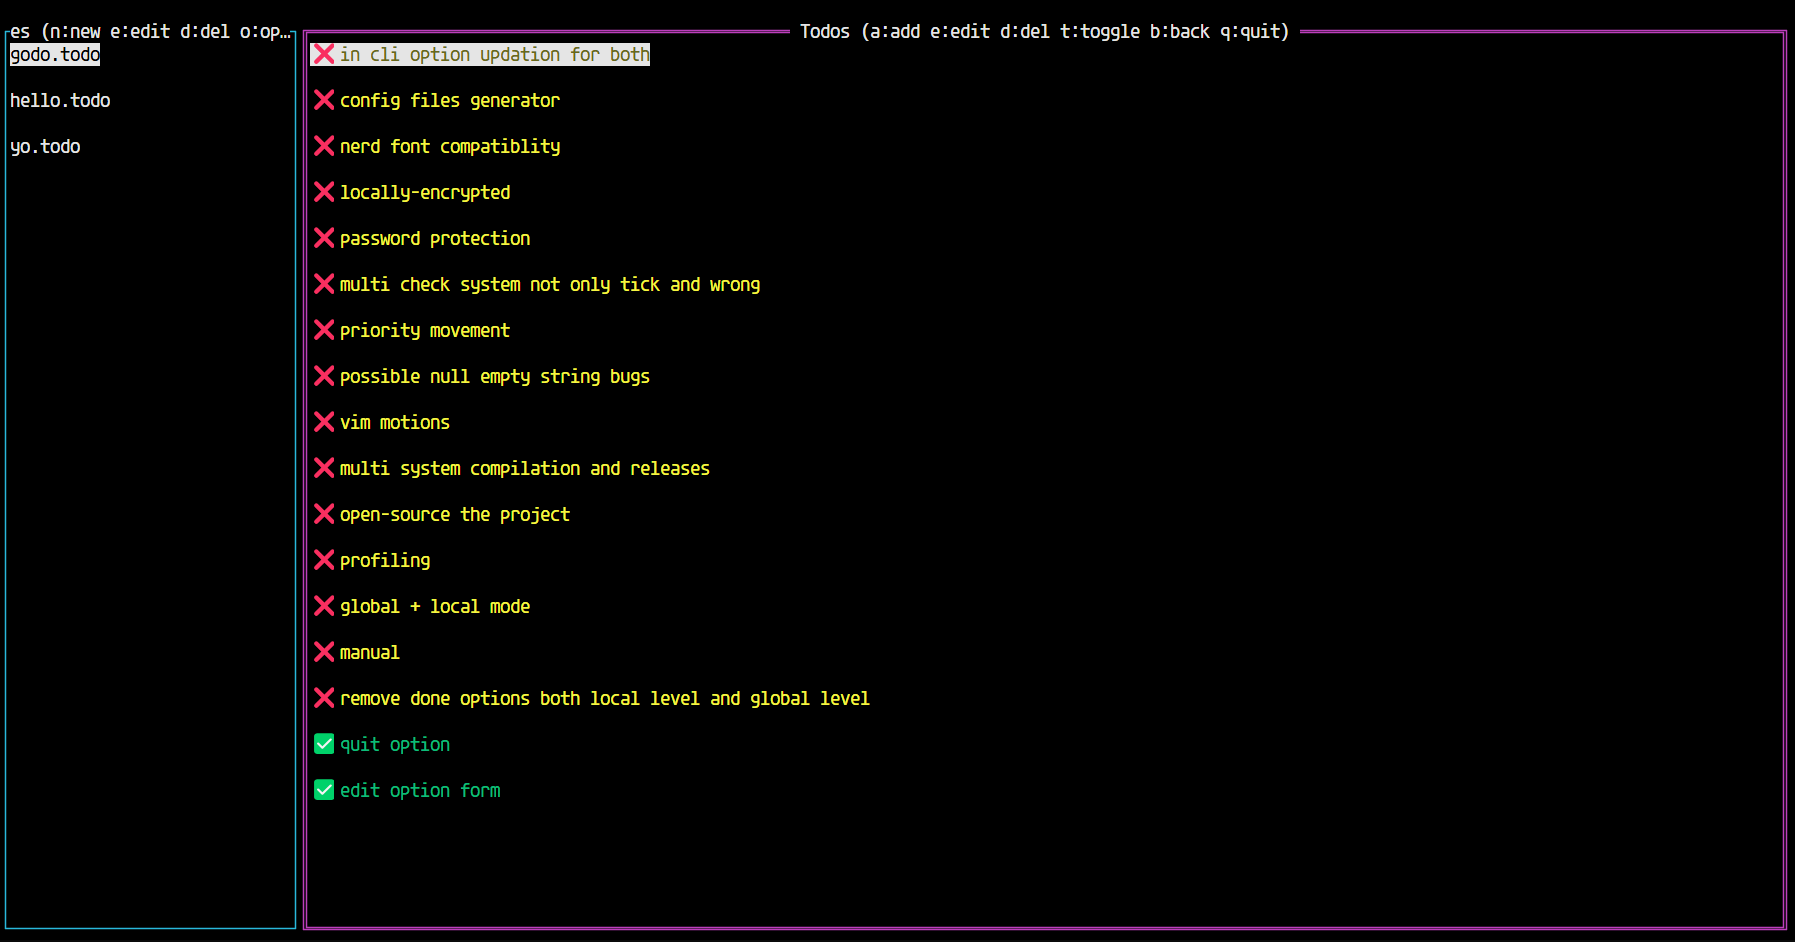 es (n:new e:edit d:del o:op…
godo.todo
hello.todo
yo.todo
Todos (a:add e:edit d:del t:toggle b:back q:quit)
❌ in cli option updation for both
❌ config files generator
❌ nerd font compatiblity
❌ locally-encrypted
❌ password protection
❌ multi check system not only tick and wrong
❌ priority movement
❌ possible null empty string bugs
❌ vim motions
❌ multi system compilation and releases
❌ open-source the project
❌ profiling
❌ global + local mode
❌ manual
❌ remove done options both local level and global level
✅ quit option
✅ edit option form